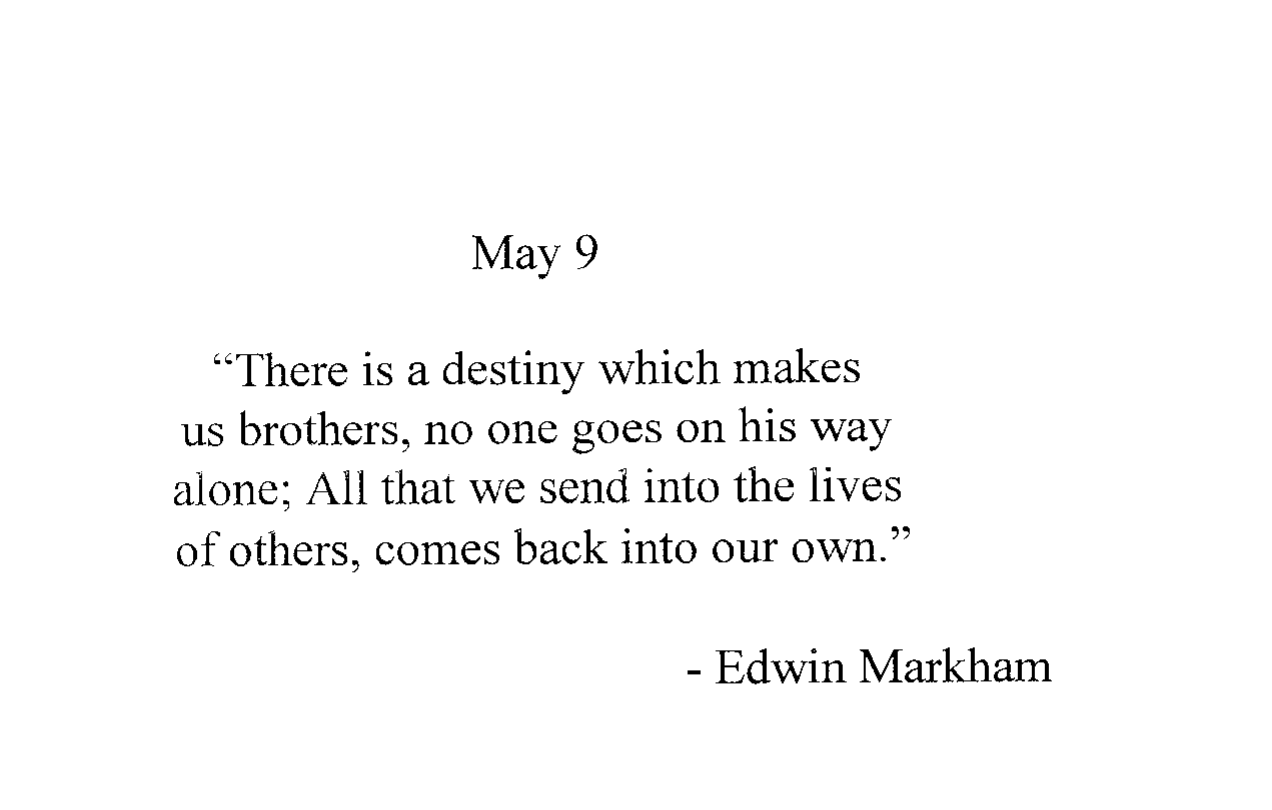 May 9
“There is a destiny which makes
us brothers, no one goes on his way
alone; All that we send into the lives
of others, comes back into our own.”
- Edwin Markham